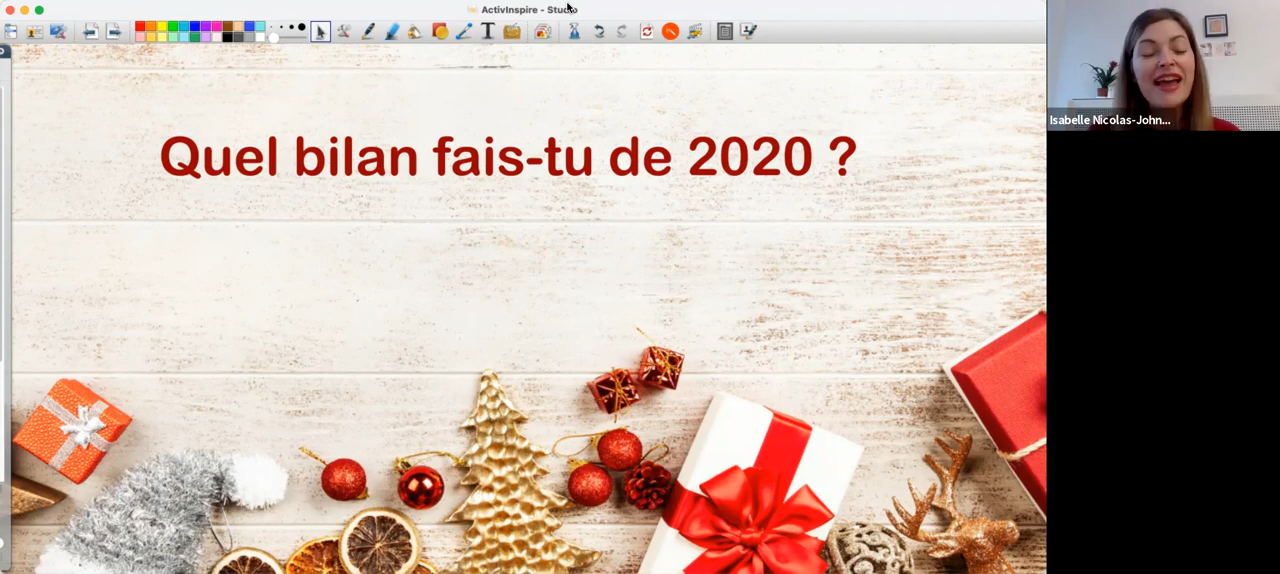 ActivInspire - Studio
Quel bilan fais-tu de 2020 ?
Isabelle Nicolas-John...